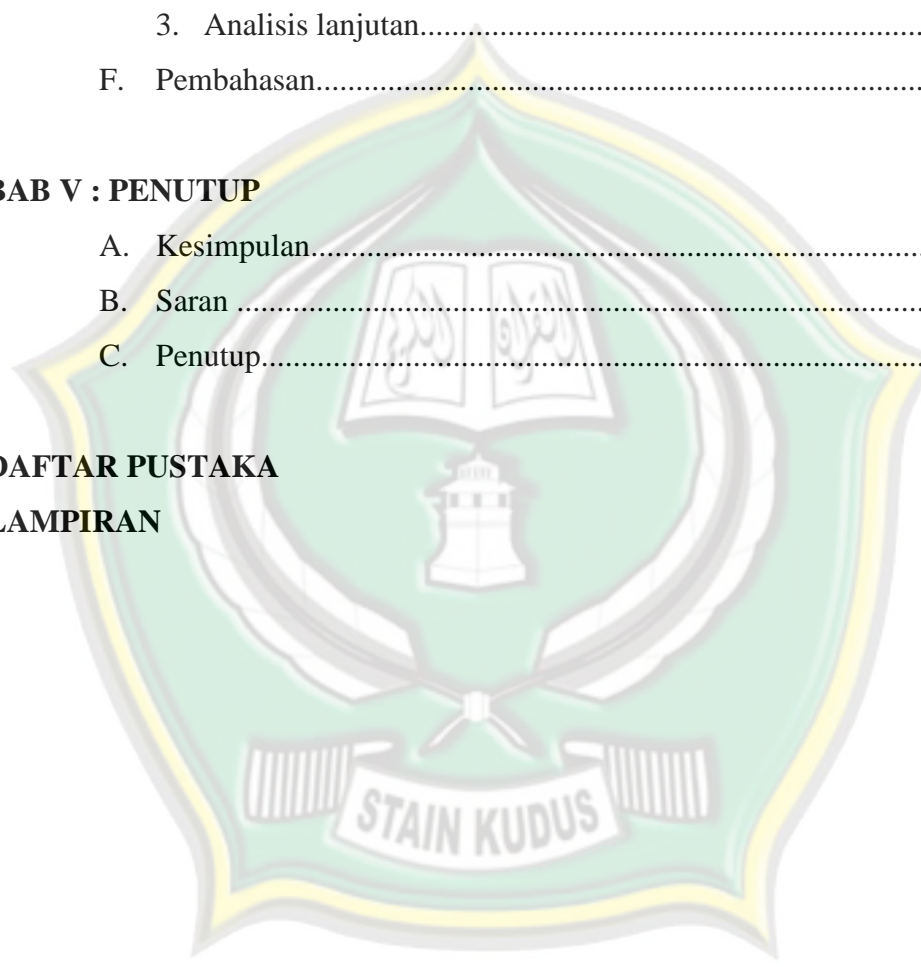 3. Analisis lanjutan..........................................................................
F. Pembahasan.........................................................................................
BAB V : PENUTUP
A. Kesimpulan..........................................................................................
B. Saran ....................................................................................................
C. Penutup.................................................................................................
DAFTAR PUSTAKA
LAMPIRAN
STAIN KUDUS